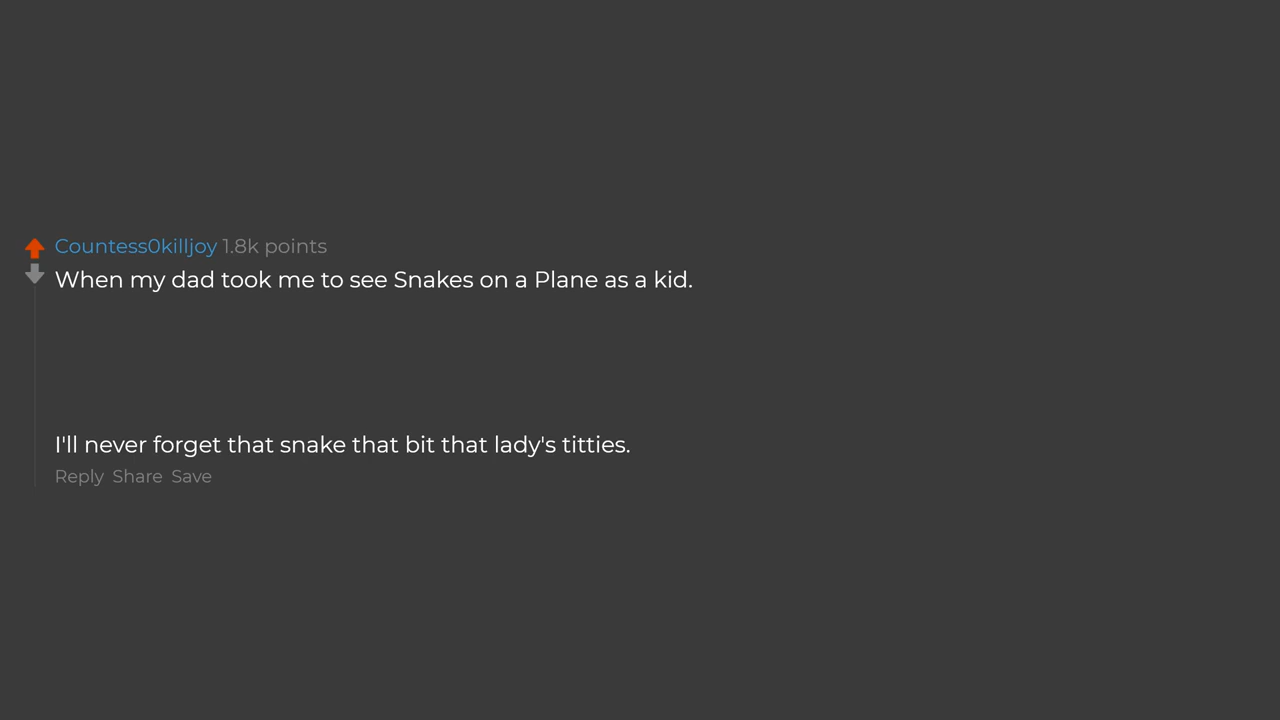 Countess0killjoy 1.8k points
When my dad took me to see Snakes on a Plane as a kid.
I'll never forget that snake that bit that lady's titties.
Reply Share Save